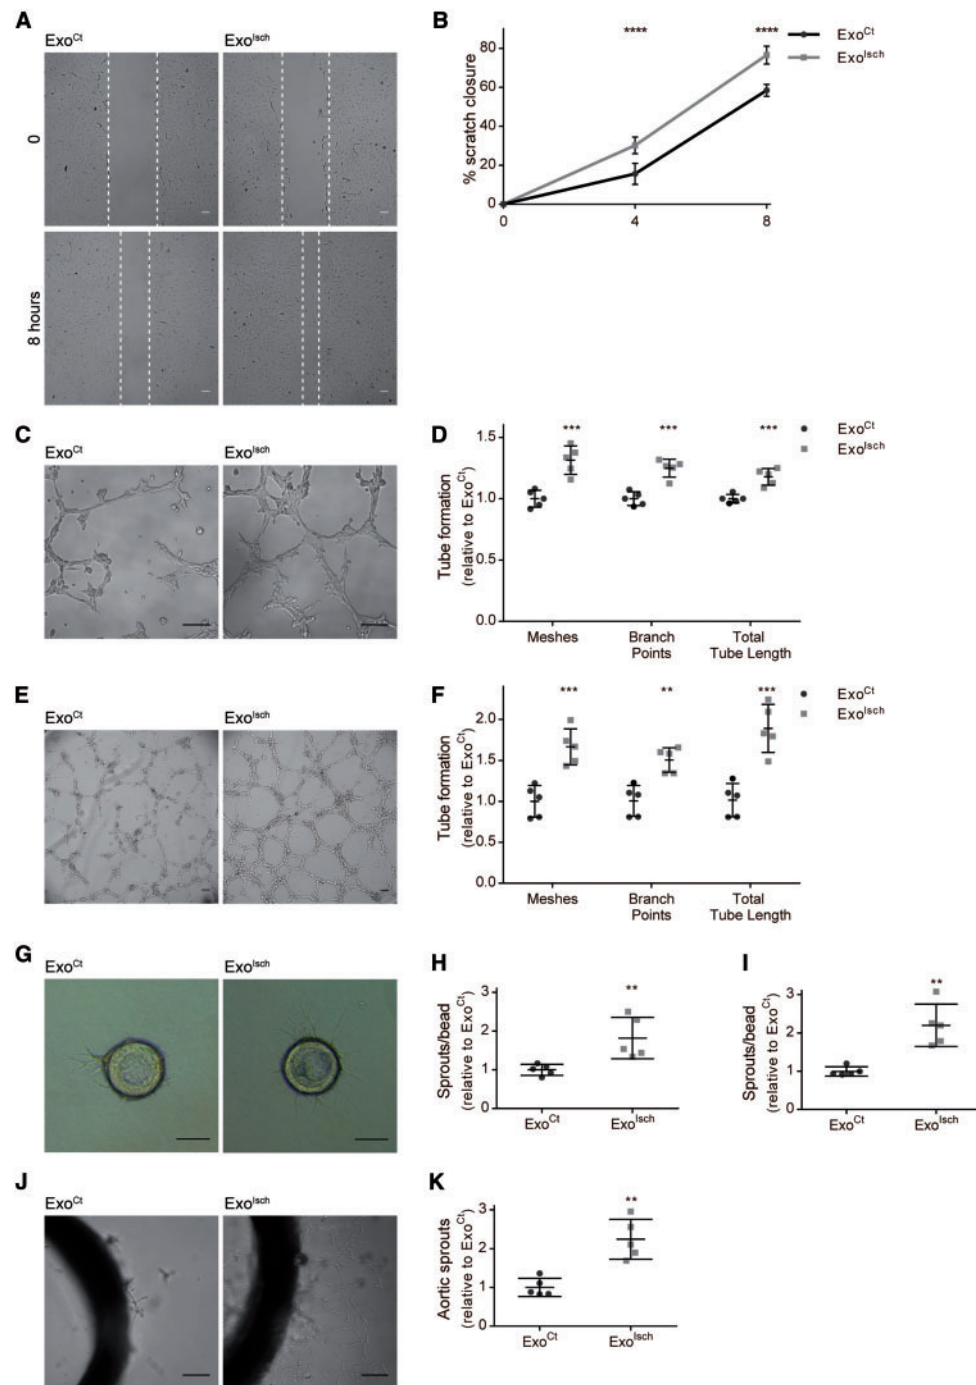 A
Exo^Ct
Exo^Isch
0
8 hours
B
% scratch closure
80
60
40
20
0
0
4
8
****
****
Exo^Ct
Exo^Isch
C
Exo^Ct
Exo^Isch
D
Tube formation
(relative to Exo^Ct)
1.5
1.0
0.5
0.0
***
***
***
Meshes
Branch
Points
Total
Tube Length
Exo^Ct
Exo^Isch
E
Exo^Ct
Exo^Isch
F
Tube formation
(relative to Exo^Ct)
2.0
1.5
1.0
0.5
0.0
***
**
***
Meshes
Branch
Points
Total
Tube Length
Exo^Ct
Exo^Isch
G
Exo^Ct
Exo^Isch
H
Sprouts/bead
(relative to Exo^Ct)
3
2
1
0
**
Exo^Ct
Exo^Isch
I
Sprouts/bead
(relative to Exo^Ct)
3
2
1
0
**
Exo^Ct
Exo^Isch
J
Exo^Ct
Exo^Isch
K
Aortic sprouts
(relative to Exo^Ct)
3
2
1
0
**
Exo^Ct
Exo^Isch